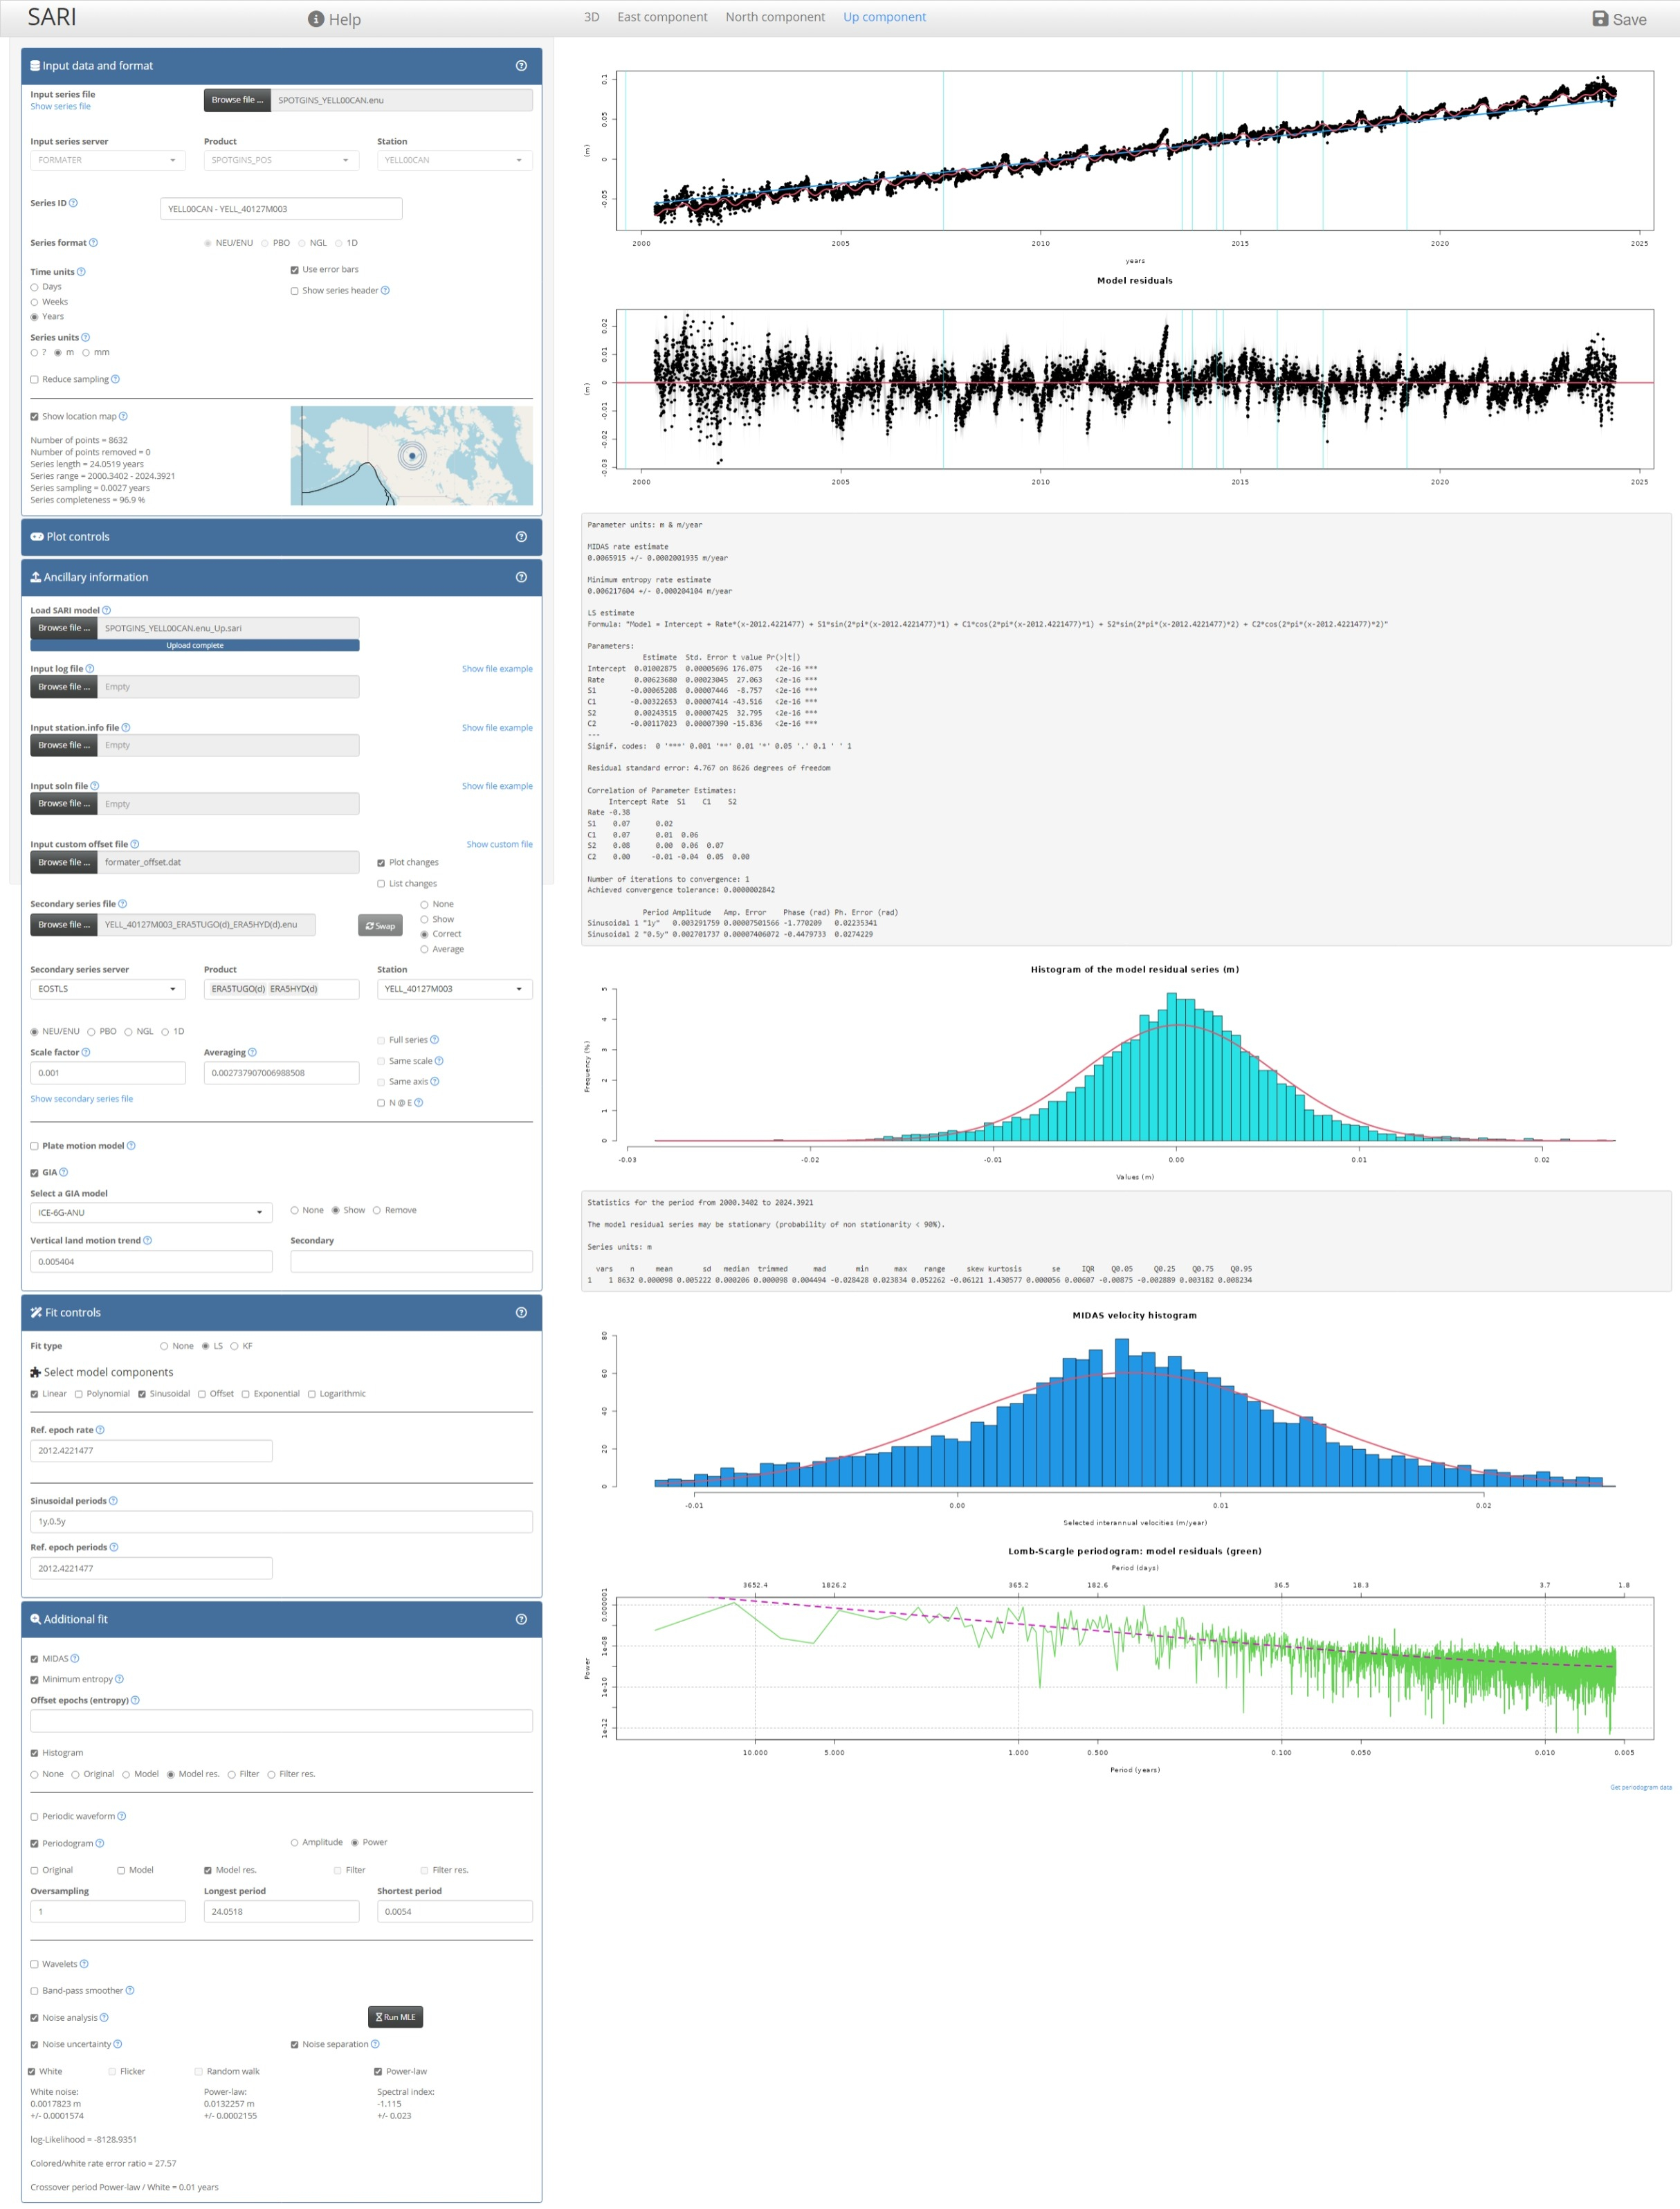 SARI
Help
3D East component North component Up component
Save
Input data and format
Input series file
Show series file
Browse file ... SPOTGINS_YELL00CAN.enu
Input series server Product Station
FORMATER SPOTGINS_POS YELL00CAN
Series ID YELL00CAN - YELL_40127M003
Series format NEU/ENU PBO NGL 1D
Time units
Days
Weeks
Years
Use error bars
Show series header
Series units
? m mm
Reduce sampling
Show location map
Number of points = 8632
Number of points removed = 0
Series length = 24.0519 years
Series range = 2000.3402 - 2024.3921
Series sampling = 0.0027 years
Series completeness = 96.9 %
Plot controls
Ancillary information
Load SARI model
Browse file ... SPOTGINS_YELL00CAN.enu_Up.sari
Upload complete
Input log file Show file example
Browse file ... Empty
Input station.info file Show file example
Browse file ... Empty
Input soln file Show file example
Browse file ... Empty
Input custom offset file Show custom file
Browse file ... formater_offset.dat
Plot changes
List changes
Secondary series file
Browse file ... YELL_40127M003_ERA5TUGO(d)_ERA5HYD(d).enu
Swap
None
Show
Correct
Average
Secondary series server Product Station
EOSTLS ERA5TUGO(d) ERA5HYD(d) YELL_40127M003
NEU/ENU PBO NGL 1D
Scale factor Averaging
0.001 0.002737907006988508
Full series
Same scale
Same axis
N @ E
Show secondary series file
Plate motion model
GIA
Select a GIA model
ICE-6G-ANU
None Show Remove
Vertical land motion trend Secondary
0.005404
Fit controls
Fit type None LS KF
Select model components
Linear Polynomial Sinusoidal Offset Exponential Logarithmic
Ref. epoch rate
2012.4221477
Sinusoidal periods
1y,0.5y
Ref. epoch periods
2012.4221477
Additional fit
MIDAS
Minimum entropy
Offset epochs (entropy)
Histogram
None Original Model Model res. Filter Filter res.
Periodic waveform
Periodogram Amplitude Power
Original Model Model res. Filter Filter res.
Oversampling Longest period Shortest period
1 24.0518 0.0054
Wavelets
Band-pass smoother
Noise analysis
Run MLE
Noise uncertainty Noise separation
White Flicker Random walk Power-law
White noise: Power-law: Spectral index:
0.0017823 m 0.0132257 m -1.115
+/- 0.0001574 +/- 0.0002155 +/- 0.023
log-Likelihood = -8128.9351
Colored/white rate error ratio = 27.57
Crossover period Power-law / White = 0.01 years
(m)
0.1
0.05
0
-0.05
2000 2005 2010 2015 2020 2025
years
Model residuals
(m)
0.02
0.01
0
-0.01
-0.02
-0.03
2000 2005 2010 2015 2020 2025
Parameter units: m & m/year
MIDAS rate estimate
0.0065915 +/- 0.0002001935 m/year
Minimum entropy rate estimate
0.006217604 +/- 0.000204104 m/year
LS estimate
Formula: "Model = Intercept + Rate*(x-2012.4221477) + S1*sin(2*pi*(x-2012.4221477)*1) + C1*cos(2*pi*(x-2012.4221477)*1) + S2*sin(2*pi*(x-2012.4221477)*2) + C2*cos(2*pi*(x-2012.4221477)*2)"
Parameters:
Estimate Std. Error t value Pr(>|t|)
Intercept 0.01002875 0.00005696 176.075 <2e-16 ***
Rate 0.00623680 0.00023045 27.063 <2e-16 ***
S1 -0.00065208 0.00007446 -8.757 <2e-16 ***
C1 -0.00322653 0.00007414 -43.516 <2e-16 ***
S2 0.00243515 0.00007425 32.795 <2e-16 ***
C2 -0.00117023 0.00007390 -15.836 <2e-16 ***
---
Signif. codes: 0 '***' 0.001 '**' 0.01 '*' 0.05 '.' 0.1 ' ' 1
Residual standard error: 4.767 on 8626 degrees of freedom
Correlation of Parameter Estimates:
Intercept Rate S1 C1 S2
Rate -0.38
S1 0.07 0.02
C1 0.07 0.01 0.06
S2 0.08 0.00 0.06 0.07
C2 0.00 -0.01 -0.04 0.05 0.00
Number of iterations to convergence: 1
Achieved convergence tolerance: 0.0000002842
Period Amplitude Amp. Error Phase (rad) Ph. Error (rad)
Sinusoidal 1 "1y" 0.003291759 0.00007501566 -1.770209 0.02235341
Sinusoidal 2 "0.5y" 0.002701737 0.00007406072 -0.4479733 0.0274229
Histogram of the model residual series (m)
Frequency (%)
5
4
3
2
1
0
-0.03 -0.02 -0.01 0.00 0.01 0.02
Values (m)
Statistics for the period from 2000.3402 to 2024.3921
The model residual series may be stationary (probability of non stationarity < 90%).
Series units: m
vars n mean sd median trimmed mad min max range skew kurtosis se IQR Q0.05 Q0.25 Q0.75 Q0.95
1 1 8632 0.000098 0.005222 0.000206 0.000098 0.004494 -0.028428 0.023834 0.052262 -0.06121 1.430577 0.000056 0.00607 -0.00875 -0.002889 0.003182 0.008234
MIDAS velocity histogram
80
60
40
20
0
-0.01 0.00 0.01 0.02
Selected interannual velocities (m/year)
Lomb-Scargle periodogram: model residuals (green)
Period (days)
3652.4 1826.2 365.2 182.6 36.5 18.3 3.7 1.8
Power
0.000001
1e-08
1e-10
1e-12
10.000 5.000 1.000 0.500 0.100 0.050 0.010 0.005
Period (years)
Get periodogram data